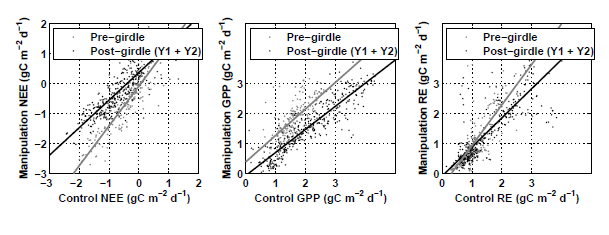 Pre-girdle
Post-girdle (Y1 + Y2)
Manipulation NEE (gC m−2 d−1)
2
1
0
−1
−2
−3
−3 −2 −1 0 1 2
Control NEE (gC m−2 d−1)
Pre-girdle
Post-girdle (Y1 + Y2)
Manipulation GPP (gC m−2 d−1)
3
2
1
0
0 1 2 3
Control GPP (gC m−2 d−1)
Pre-girdle
Post-girdle (Y1 + Y2)
Manipulation RE (gC m−2 d−1)
3
2
1
0
0 1 2 3
Control RE (gC m−2 d−1)